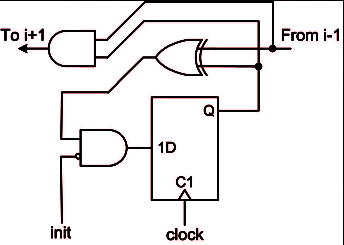 To i+1
From i-1
Q
1D
C1
init
clock